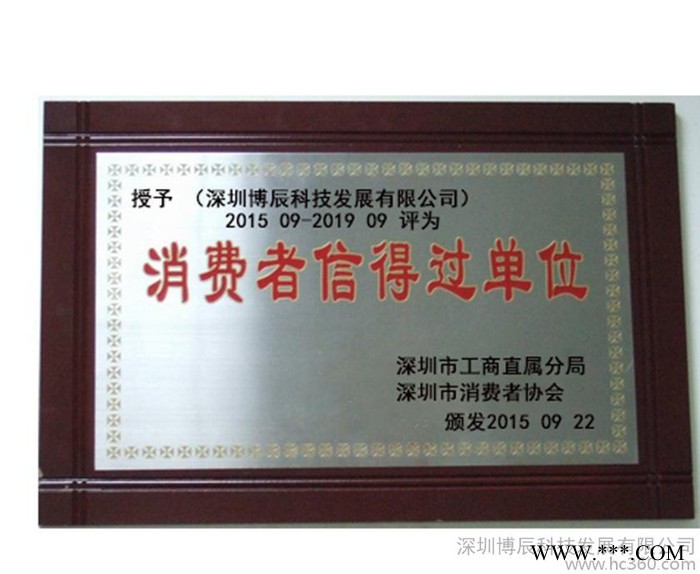 授予 （深圳博辰科技发展有限公司）
2015 09-2019 09 评为
消费者信得过单位
深圳市工商直属分局
深圳市消费者协会
颁发2015 09 22
深圳博辰科技发展有限公司
www.***.com
www.hc360.com